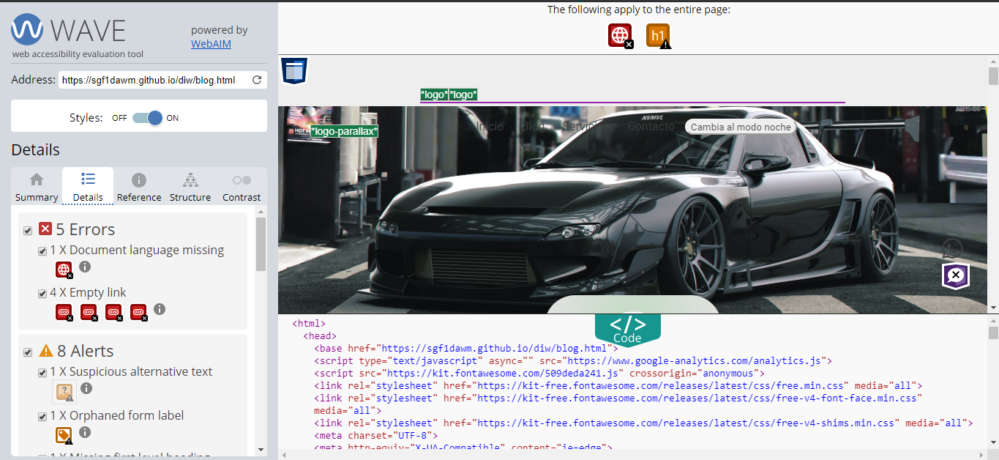 WAVE
powered by
WebAIM
web accessibility evaluation tool
Address: https://sgf1dawm.github.io/diw/blog.html
Styles: OFF ON
Details
Summary Details Reference Structure Contrast
5 Errors
1 X Document language missing
4 X Empty link
8 Alerts
1 X Suspicious alternative text
1 X Orphaned form label
1 X Missing first level heading
The following apply to the entire page:
h1
*logo* *logo*
*logo-parallax*
Inicio Blog Servicios Contacto Cambia al modo noche
NVMVL
</>
Code
<html>
<head>
<base href="https://sgf1dawm.github.io/diw/blog.html">
<script type="text/javascript" async="" src="https://www.google-analytics.com/analytics.js">
<script src="https://kit.fontawesome.com/509deda241.js" crossorigin="anonymous">
<link rel="stylesheet" href="https://kit-free.fontawesome.com/releases/latest/css/free.min.css" media="all">
<link rel="stylesheet" href="https://kit-free.fontawesome.com/releases/latest/css/free-v4-font-face.min.css"
media="all">
<link rel="stylesheet" href="https://kit-free.fontawesome.com/releases/latest/css/free-v4-shims.min.css" media="all">
<meta charset="UTF-8">
<meta http-equiv="X-UA-Compatible" content="ie=edge">